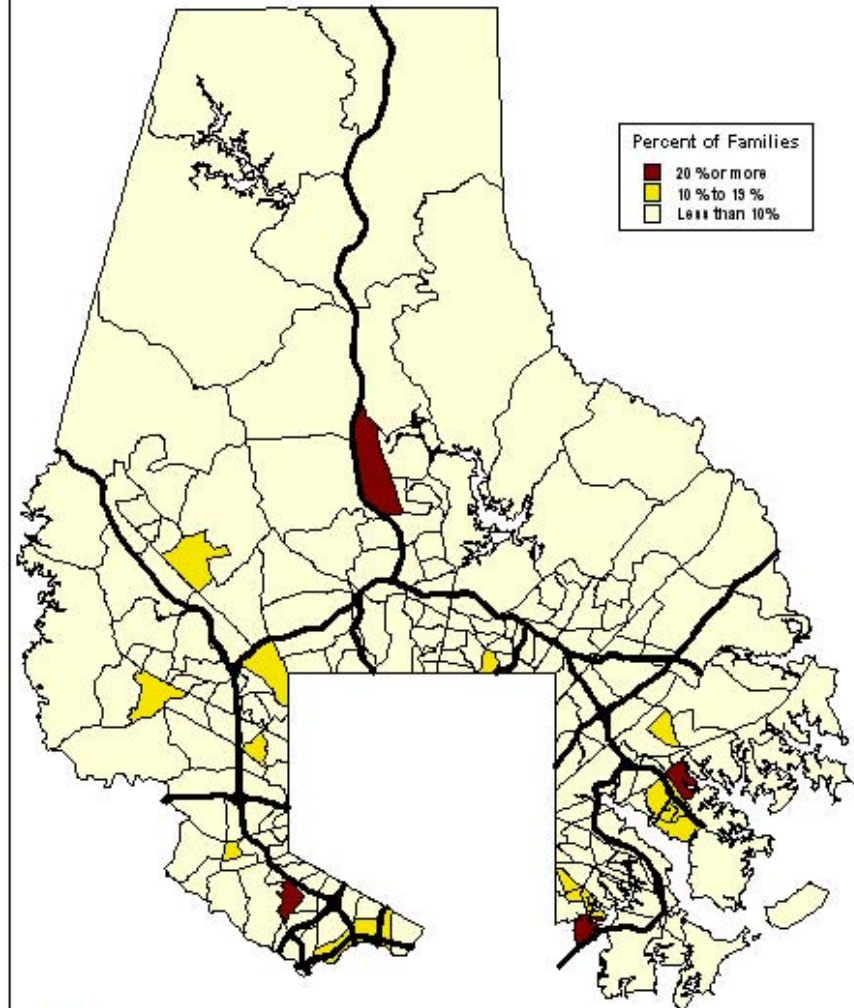 Percent of Families
20 % or more
10 % to 19 %
Less than 10%